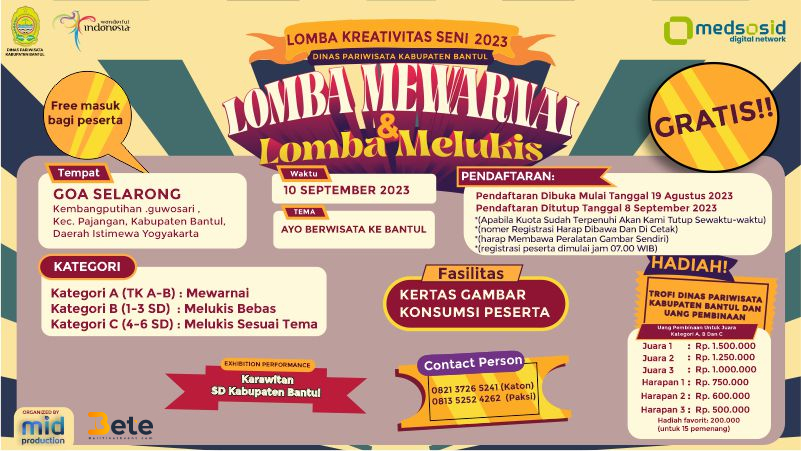 DINAS PARIWISATA
KABUPATEN BANTUL
wonderful
indonesia
LOMBA KREATIVITAS SENI 2023
DINAS PARIWISATA KABUPATEN BANTUL
LOMBA MEWARNAI
&
Lomba Melukis
medsosid
digital network
Free masuk
bagi peserta
GRATIS!!
Tempat
GOA SELARONG
Kembangputihan .guwosari ,
Kec. Pajangan, Kabupaten Bantul,
Daerah Istimewa Yogyakarta
Waktu
10 SEPTEMBER 2023
TEMA
AYO BERWISATA KE BANTUL
PENDAFTARAN:
Pendaftaran Dibuka Mulai Tanggal 19 Agustus 2023
Pendaftaran Ditutup Tanggal 8 September 2023
*(Apabila Kuota Sudah Terpenuhi Akan Kami Tutup Sewaktu-waktu)
*(nomer Registrasi Harap Dibawa Dan Di Cetak)
*(harap Membawa Peralatan Gambar Sendiri)
*(registrasi peserta dimulai jam 07.00 WIB)
KATEGORI
Kategori A (TK A-B) : Mewarnai
Kategori B (1-3 SD) : Melukis Bebas
Kategori C (4-6 SD) : Melukis Sesuai Tema
Fasilitas
KERTAS GAMBAR
KONSUMSI PESERTA
HADIAH!
TROFI DINAS PARIWISATA
KABUPATEN BANTUL DAN
UANG PEMBINAAN
Uang Pembinaan Untuk Juara
Kategori A, B Dan C
Juara 1 : Rp. 1.500.000
Juara 2 : Rp. 1.250.000
Juara 3 : Rp. 1.000.000
Harapan 1 : Rp. 750.000
Harapan 2 : Rp. 600.000
Harapan 3 : Rp. 500.000
Hadiah favorit: 200.000
(untuk 15 pemenang)
EXHIBITION PERFORMANCE
Karawitan
SD Kabupaten Bantul
Contact Person
0821 3726 5241 (Katon)
0813 5252 4262 (Paksi)
ORGANIZED BY
mid
production
Bete